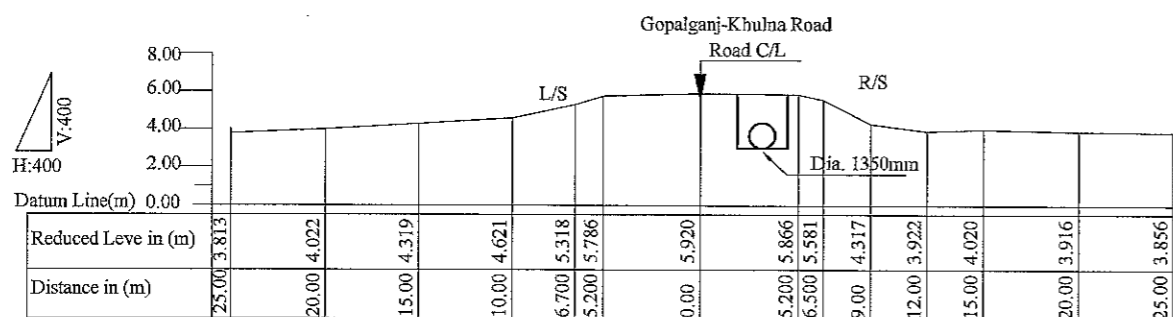 Gopalganj-Khulna Road
Road C/L
8.00
6.00
4.00
2.00
0.00
L/S
R/S
V:400
H:400
Dia. 1350mm
Datum Line(m)
Reduced Leve in (m) 3.813 4.022 4.319 4.621 5.318 5.786 5.920 5.866 5.581 4.317 3.922 4.020 3.916 3.856
Distance in (m) 25.00 20.00 15.00 10.00 6.700 5.200 0.00 5.200 6.500 9.00 12.00 15.00 20.00 25.00